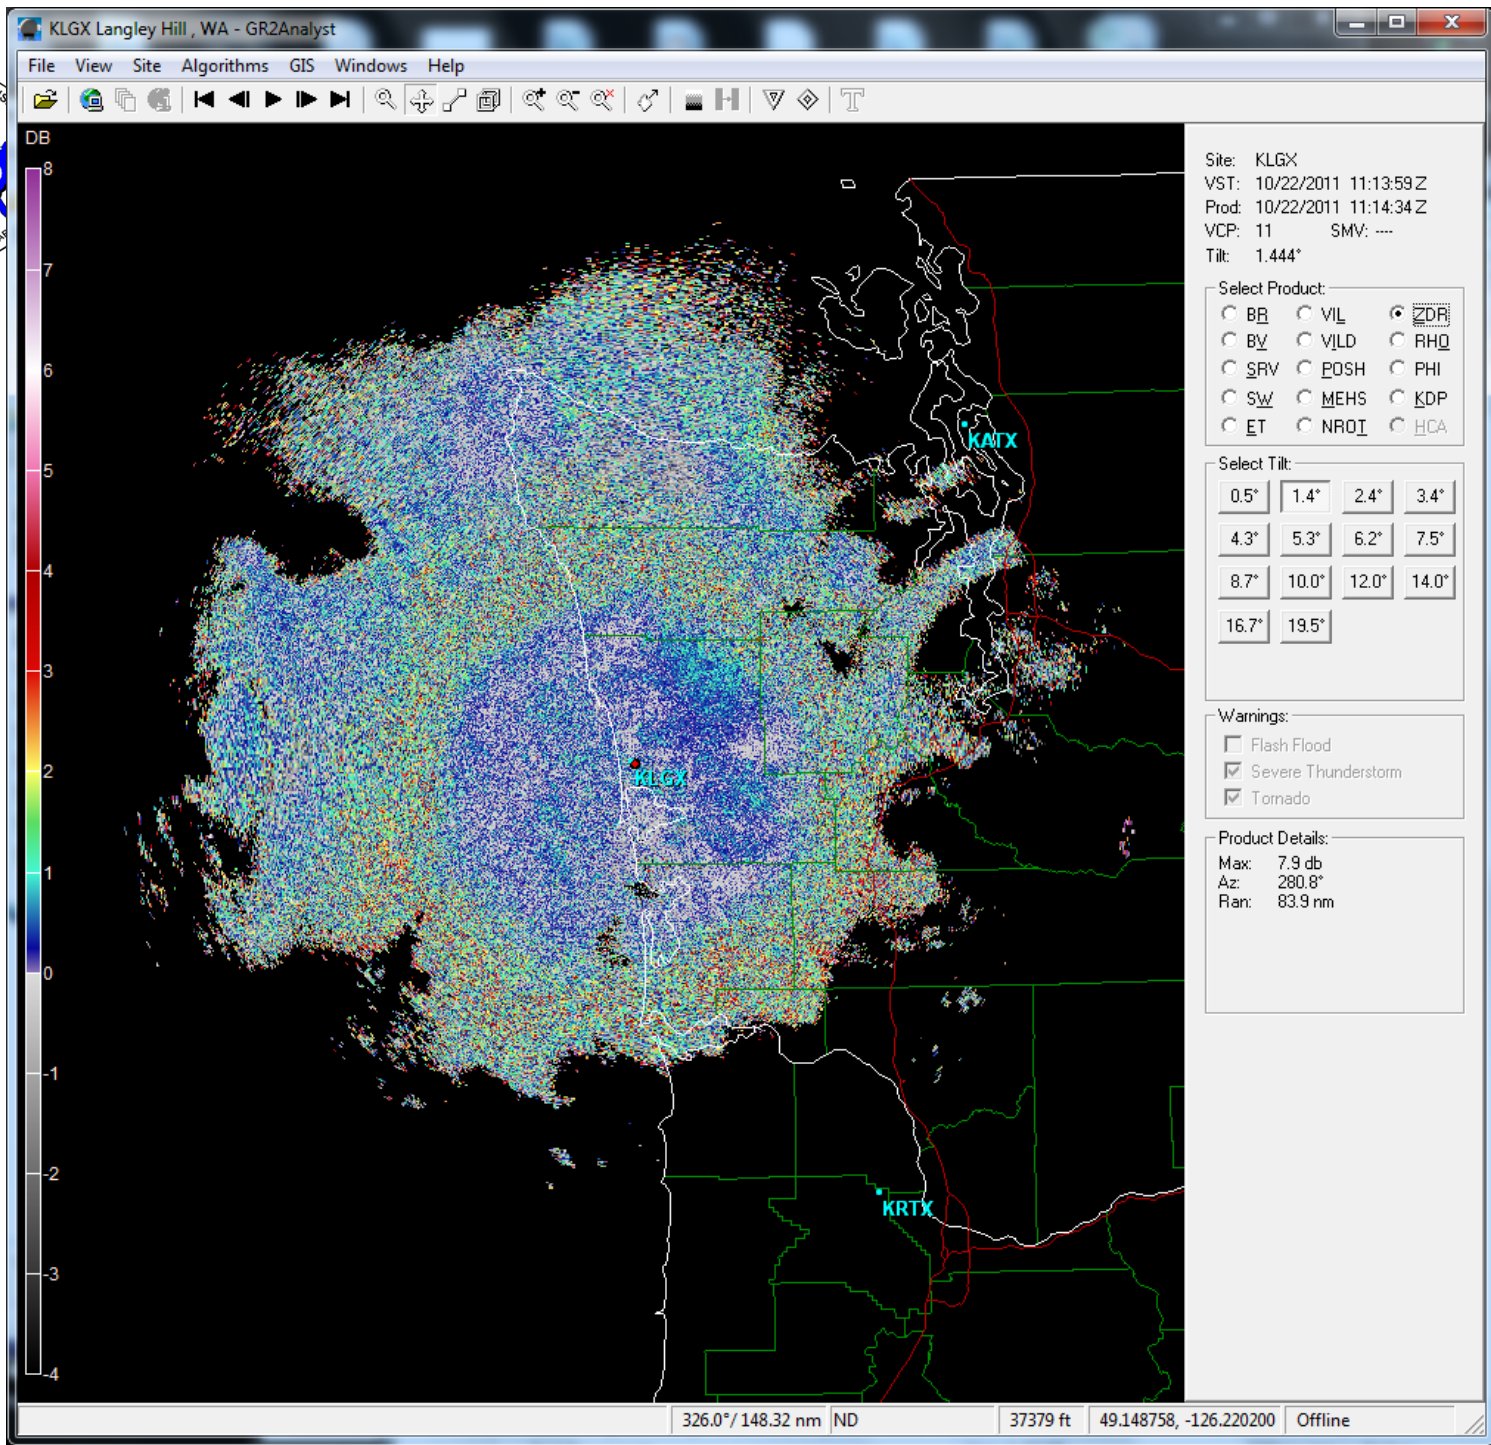 KLGX Langley Hill , WA - GR2Analyst
File View Site Algorithms GIS Windows Help
DB
8
7
6
5
4
3
2
1
0
-1
-2
-3
-4
KATX
KLGX
KRTX
Site: KLGX
VST: 10/22/2011 11:13:59 Z
Prod: 10/22/2011 11:14:34 Z
VCP: 11 SMV: ----
Tilt: 1.444°
Select Product:
BR VIL ZDR
BV VILD RHO
SRV POSH PHI
SW MEHS KDP
ET NROT HCA
Select Tilt:
0.5° 1.4° 2.4° 3.4°
4.3° 5.3° 6.2° 7.5°
8.7° 10.0° 12.0° 14.0°
16.7° 19.5°
Warnings:
Flash Flood
Severe Thunderstorm
Tornado
Product Details:
Max: 7.9 db
Az: 280.8°
Ran: 83.9 nm
326.0°/ 148.32 nm ND 37379 ft 49.148758, -126.220200 Offline